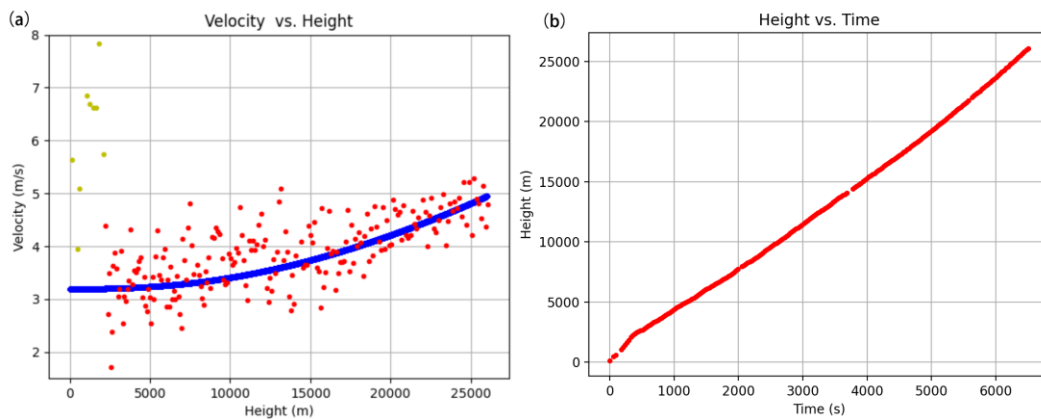 (a)
Velocity vs. Height
8
7
6
5
4
3
2
Velocity (m/s)
0 5000 10000 15000 20000 25000
Height (m)
(b)
Height vs. Time
25000
20000
15000
10000
5000
0
Height (m)
0 1000 2000 3000 4000 5000 6000
Time (s)